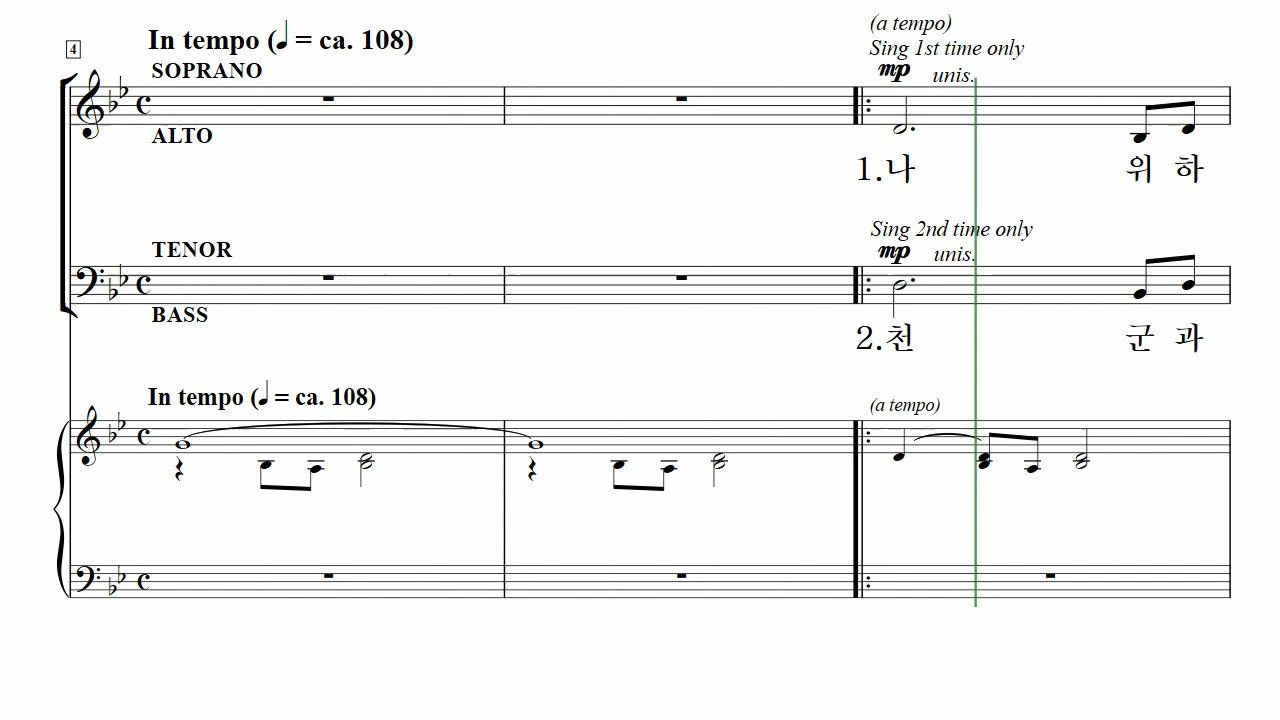 (a tempo)
In tempo (♩ = ca. 108)
Sing 1st time only
4
SOPRANO
mp unis.
ALTO
1.나 위 하
Sing 2nd time only
TENOR
mp unis.
BASS
2.천 군 과
In tempo (♩ = ca. 108)
(a tempo)